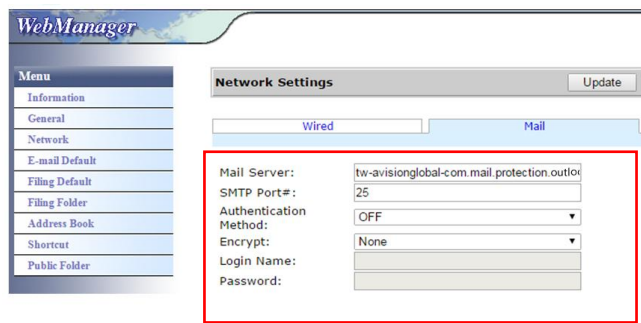 WebManager
Menu
Information
General
Network
E-mail Default
Filing Default
Filing Folder
Address Book
Shortcut
Public Folder
Network Settings
Update
Wired
Mail
Mail Server: tw-avisionglobal-com.mail.protection.outloo
SMTP Port#: 25
Authentication
Method: OFF
Encrypt: None
Login Name:
Password: